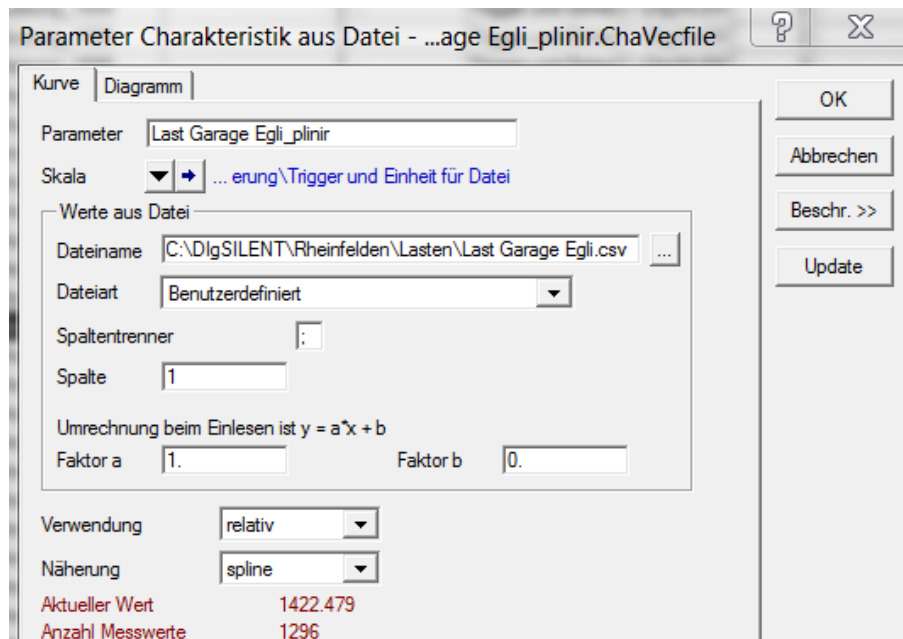 Parameter Charakteristik aus Datei - ...age Egli_plinir.ChaVecfile
Kurve Diagramm
OK
Parameter Last Garage Egli_plinir
Abbrechen
Skala ... erung\Trigger und Einheit für Datei
Beschr. >>
Werte aus Datei
Dateiname C:\DIgSILENT\Rheinfelden\Lasten\Last Garage Egli.csv ...
Update
Dateiart Benutzerdefiniert
Spaltentrenner ;
Spalte 1
Umrechnung beim Einlesen ist y = a*x + b
Faktor a 1. Faktor b 0.
Verwendung relativ
Näherung spline
Aktueller Wert 1422.479
Anzahl Messwerte 1296